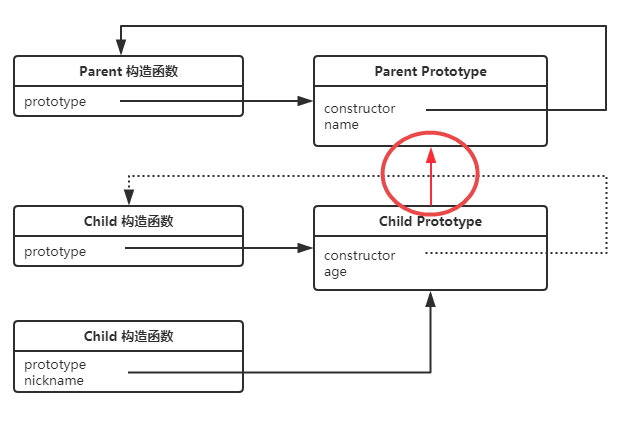 Parent 构造函数
prototype
Parent Prototype
constructor
name
Child 构造函数
prototype
Child Prototype
constructor
age
Child 构造函数
prototype
nickname